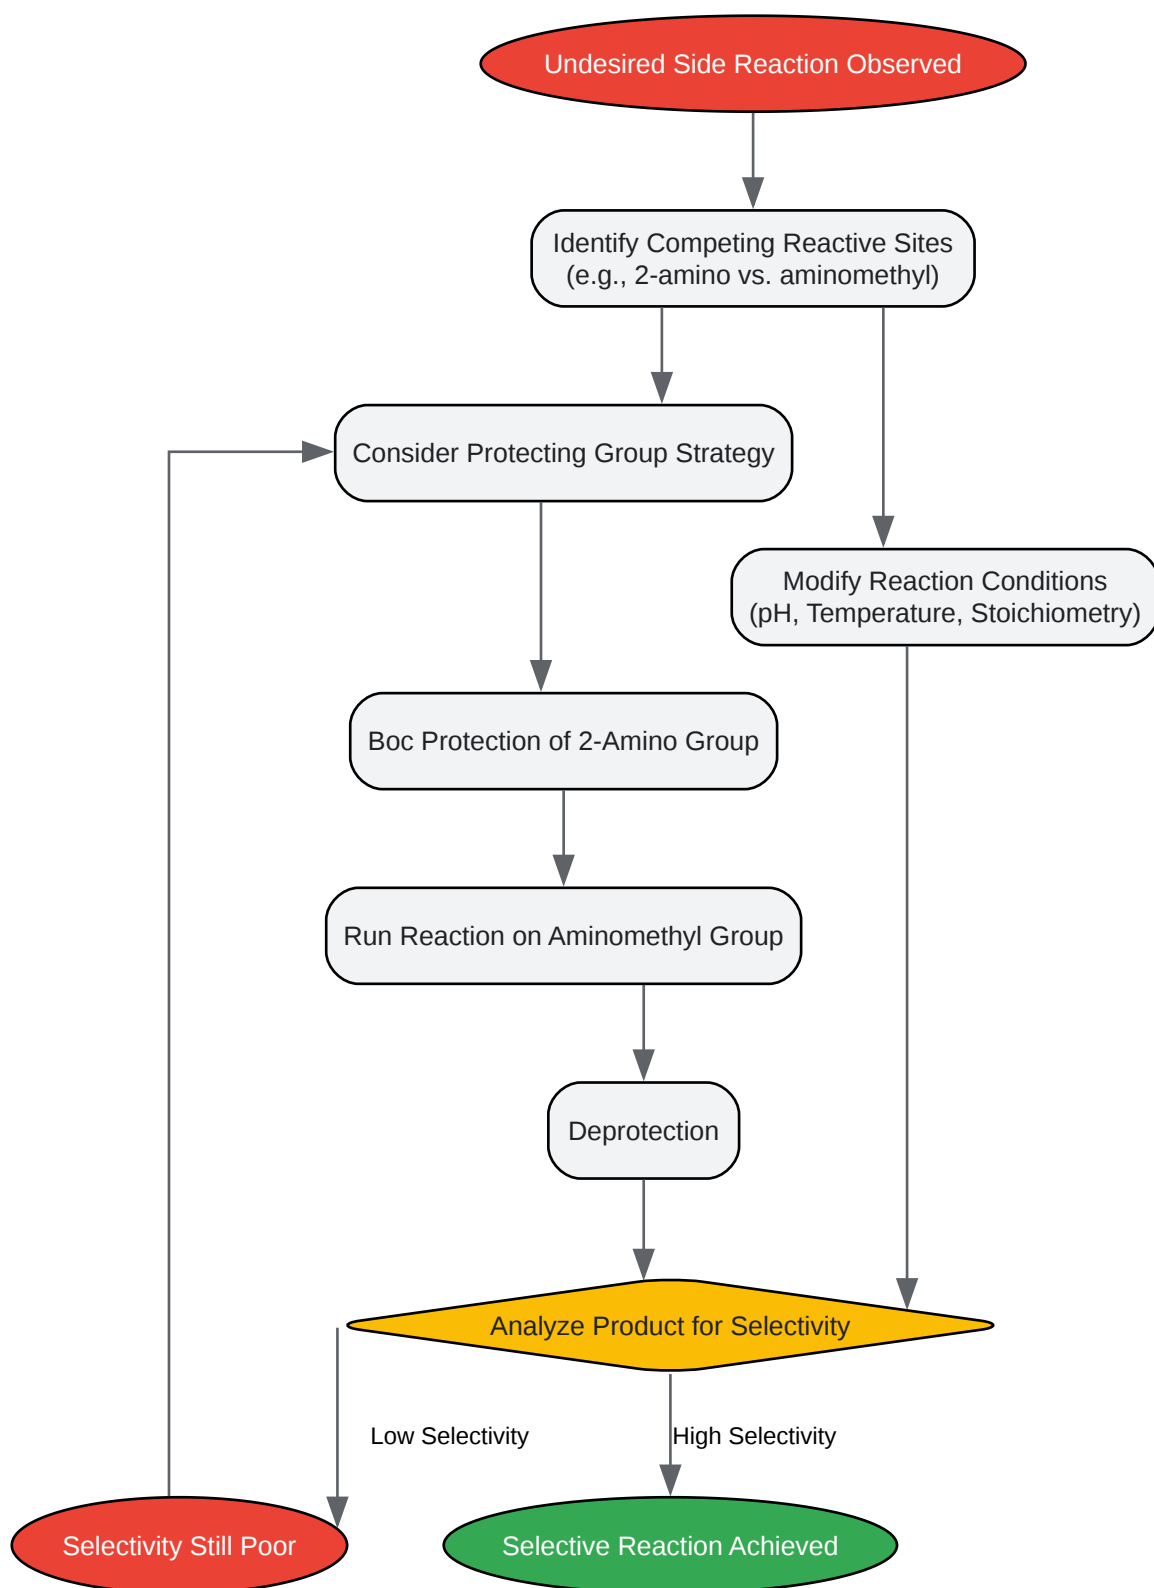 Undesired Side Reaction Observed
Identify Competing Reactive Sites
(e.g., 2-amino vs. aminomethyl)
Consider Protecting Group Strategy
Modify Reaction Conditions
(pH, Temperature, Stoichiometry)
Boc Protection of 2-Amino Group
Run Reaction on Aminomethyl Group
Deprotection
Analyze Product for Selectivity
Low Selectivity
High Selectivity
Selectivity Still Poor
Selective Reaction Achieved